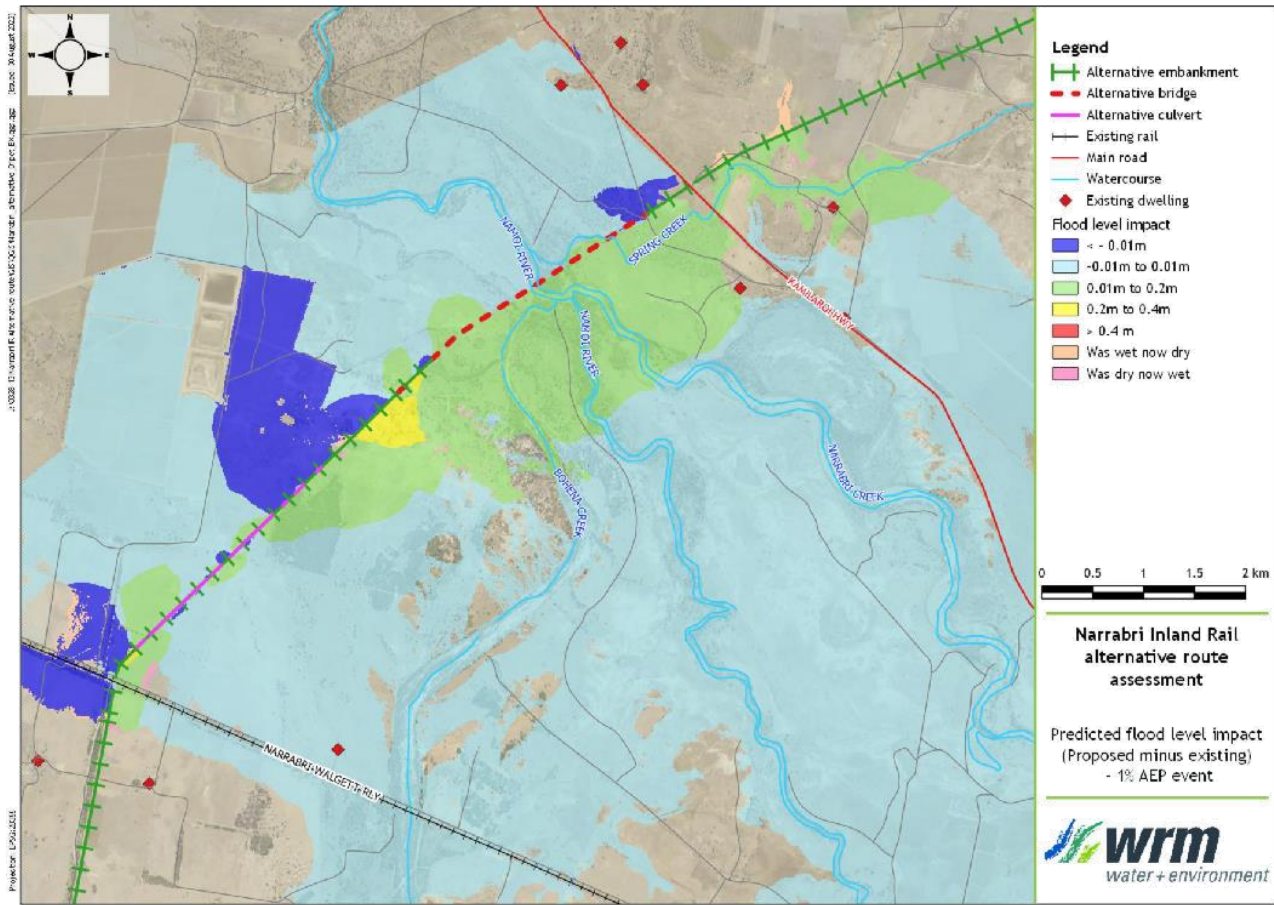 N
W
E
S
NAMOI RIVER
SPRING CREEK
KAMILAROI HWY
NAMOI RIVER
BOHENA CREEK
NARRABRI CREEK
NARRABRI-WALGETT RLY
Legend
Alternative embankment
Alternative bridge
Alternative culvert
Existing rail
Main road
Watercourse
Existing dwelling
Flood level impact
< - 0.01m
-0.01m to 0.01m
0.01m to 0.2m
0.2m to 0.4m
> 0.4 m
Was wet now dry
Was dry now wet
0 0.5 1 1.5 2 km
Narrabri Inland Rail
alternative route
assessment
Predicted flood level impact
(Proposed minus existing)
- 1% AEP event
wrm
water + environment